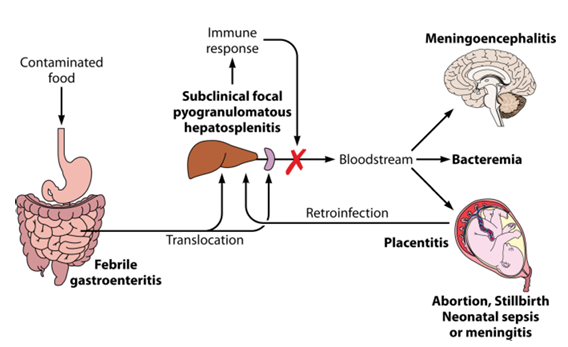 Contaminated
food
Immune
response
Subclinical focal
pyogranulomatous
hepatosplenitis
Meningoencephalitis
Bloodstream
Bacteremia
Retroinfection
Translocation
Placentitis
Febrile
gastroenteritis
Abortion, Stillbirth
Neonatal sepsis
or meningitis